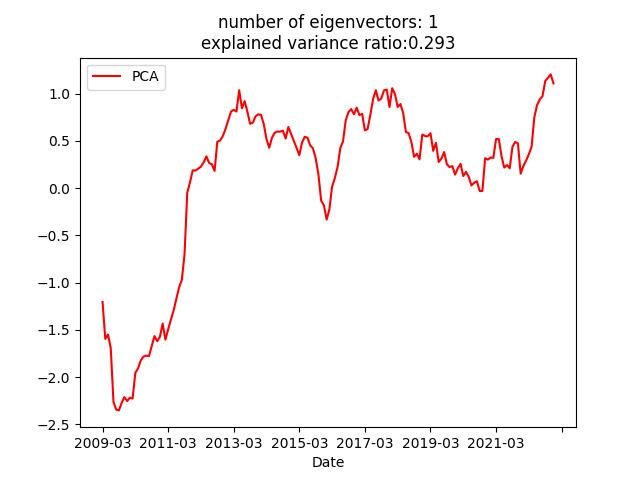 number of eigenvectors: 1
explained variance ratio:0.293
PCA
1.0
0.5
0.0
−0.5
−1.0
−1.5
−2.0
−2.5
2009-03 2011-03 2013-03 2015-03 2017-03 2019-03 2021-03
Date